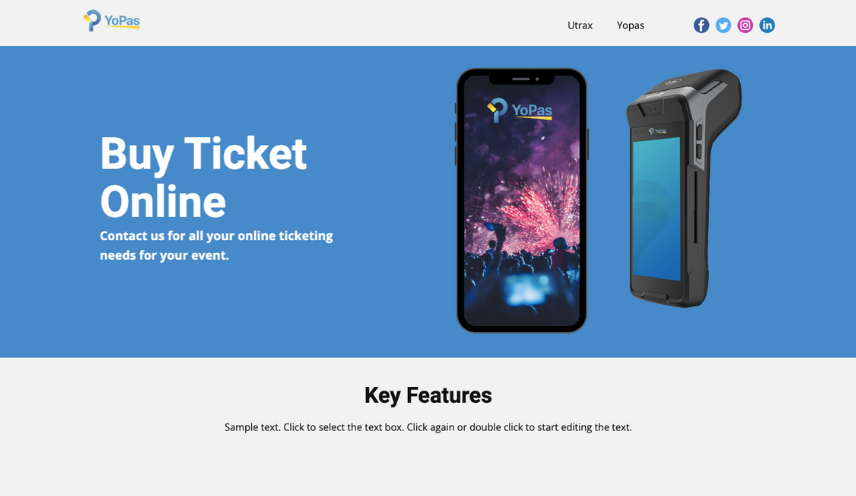 YoPas
Utrax Yopas
YoPas
YoPas
Buy Ticket
Online
Contact us for all your online ticketing
needs for your event.
Key Features
Sample text. Click to select the text box. Click again or double click to start editing the text.